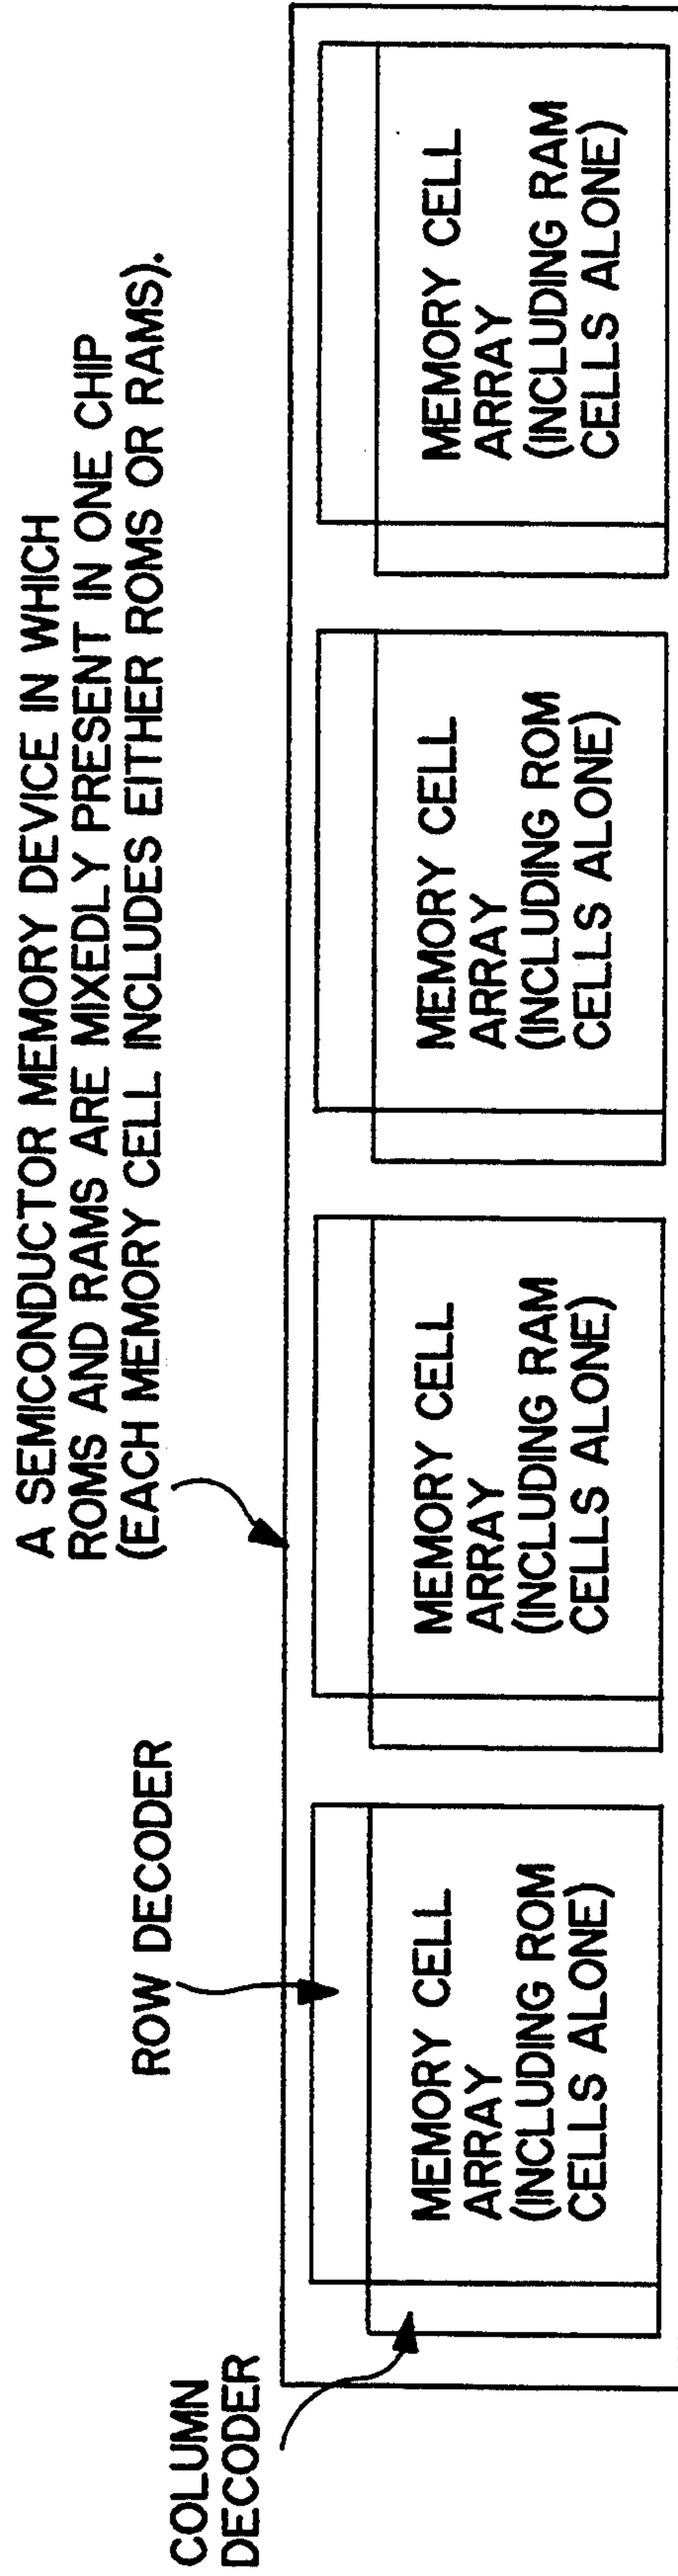 A SEMICONDUCTOR MEMORY DEVICE IN WHICH
ROMS AND RAMS ARE MIXEDLY PRESENT IN ONE CHIP
(EACH MEMORY CELL INCLUDES EITHER ROMS OR RAMS).
ROW DECODER
COLUMN
DECODER
MEMORY CELL
ARRAY
(INCLUDING ROM
CELLS ALONE)
MEMORY CELL
ARRAY
(INCLUDING RAM
CELLS ALONE)
MEMORY CELL
ARRAY
(INCLUDING ROM
CELLS ALONE)
MEMORY CELL
ARRAY
(INCLUDING RAM
CELLS ALONE)